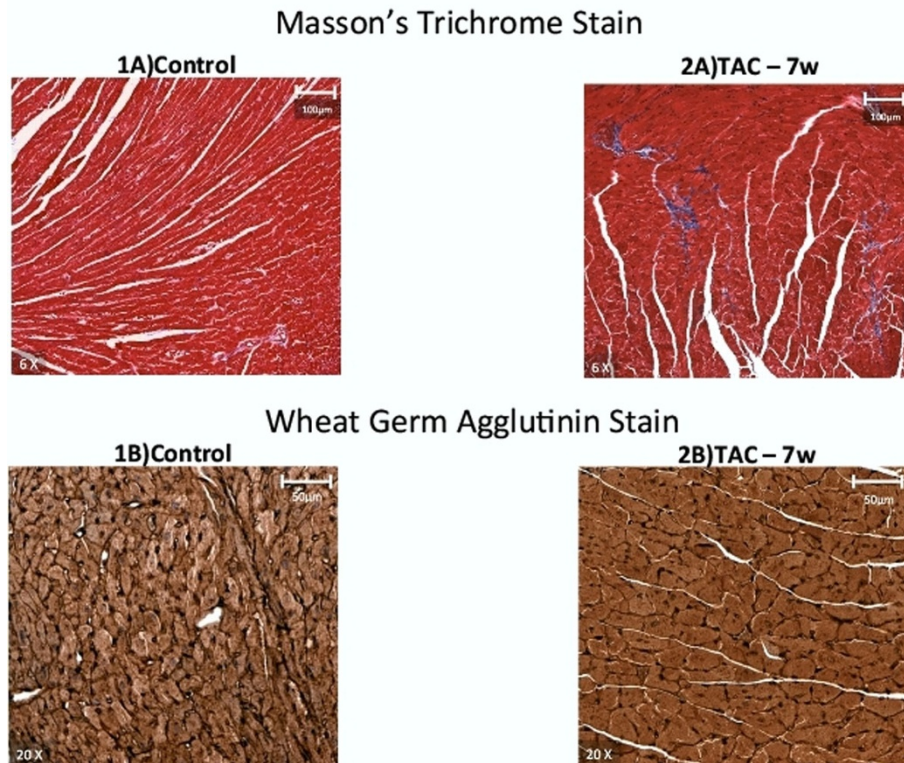 Masson's Trichrome Stain
1A)Control
2A)TAC – 7w
100µm
100µm
6 X
6 X
Wheat Germ Agglutinin Stain
1B)Control
2B)TAC – 7w
50µm
50µm
20 X
20 X